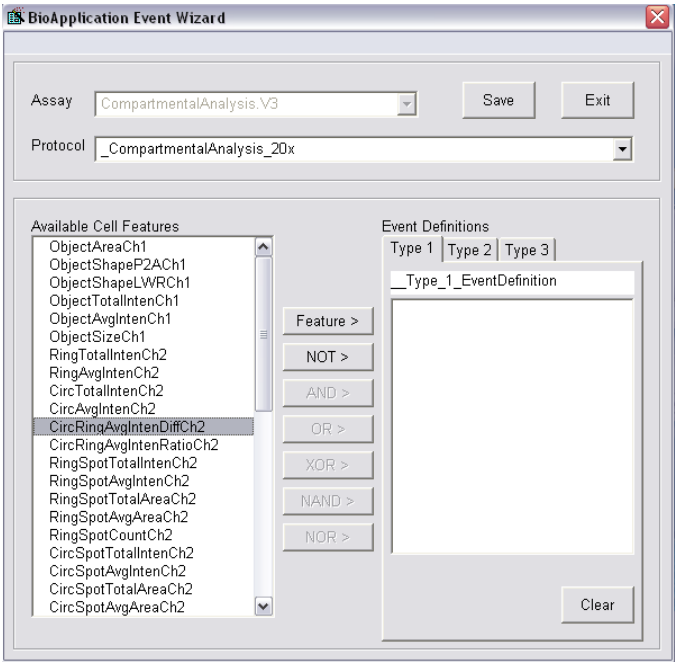 BioApplication Event Wizard
Assay CompartmentalAnalysis.V3 Save Exit
Protocol _CompartmentalAnalysis_20x
Available Cell Features
ObjectAreaCh1
ObjectShapeP2ACh1
ObjectShapeLWRCh1
ObjectTotalIntenCh1
ObjectAvgIntenCh1
ObjectSizeCh1
RingTotalIntenCh2
RingAvgIntenCh2
CircTotalIntenCh2
CircAvgIntenCh2
CircRingAvgIntenDiffCh2
CircRingAvgIntenRatioCh2
RingSpotTotalIntenCh2
RingSpotAvgIntenCh2
RingSpotTotalAreaCh2
RingSpotAvgAreaCh2
RingSpotCountCh2
CircSpotTotalIntenCh2
CircSpotAvgIntenCh2
CircSpotTotalAreaCh2
CircSpotAvgAreaCh2
Feature >
NOT >
AND >
OR >
XOR >
NAND >
NOR >
Event Definitions
Type 1 Type 2 Type 3
__Type_1_EventDefinition
Clear